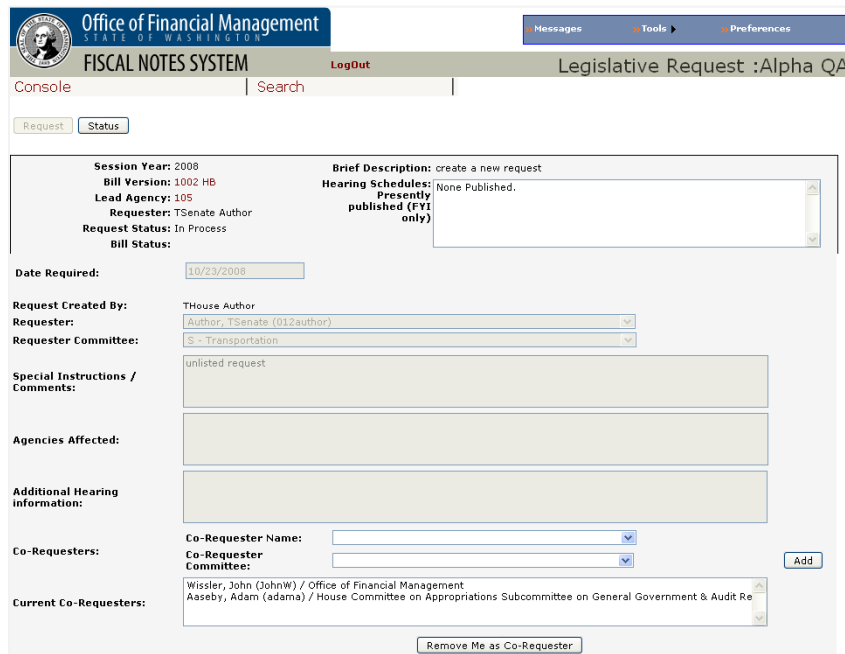 Office of Financial Management
STATE OF WASHINGTON
» Messages » Tools » Preferences
FISCAL NOTES SYSTEM LogOut Legislative Request :Alpha QA
Console Search
Request Status
Session Year: 2008 Brief Description: create a new request
Bill Version: 1002 HB Hearing Schedules: None Published.
Lead Agency: 105 Presently
Requester: TSenate Author published (FYI
Request Status: In Process only)
Bill Status:
Date Required: 10/23/2008
Request Created By: THouse Author
Requester: Author, TSenate (012author)
Requester Committee: S - Transportation
Special Instructions / unlisted request
Comments:
Agencies Affected:
Additional Hearing
information:
Co-Requester Name:
Co-Requesters: Co-Requester
Committee: Add
Wissler, John (JohnW) / Office of Financial Management
Aaseby, Adam (adama) / House Committee on Appropriations Subcommittee on General Government & Audit Re
Current Co-Requesters:
Remove Me as Co-Requester